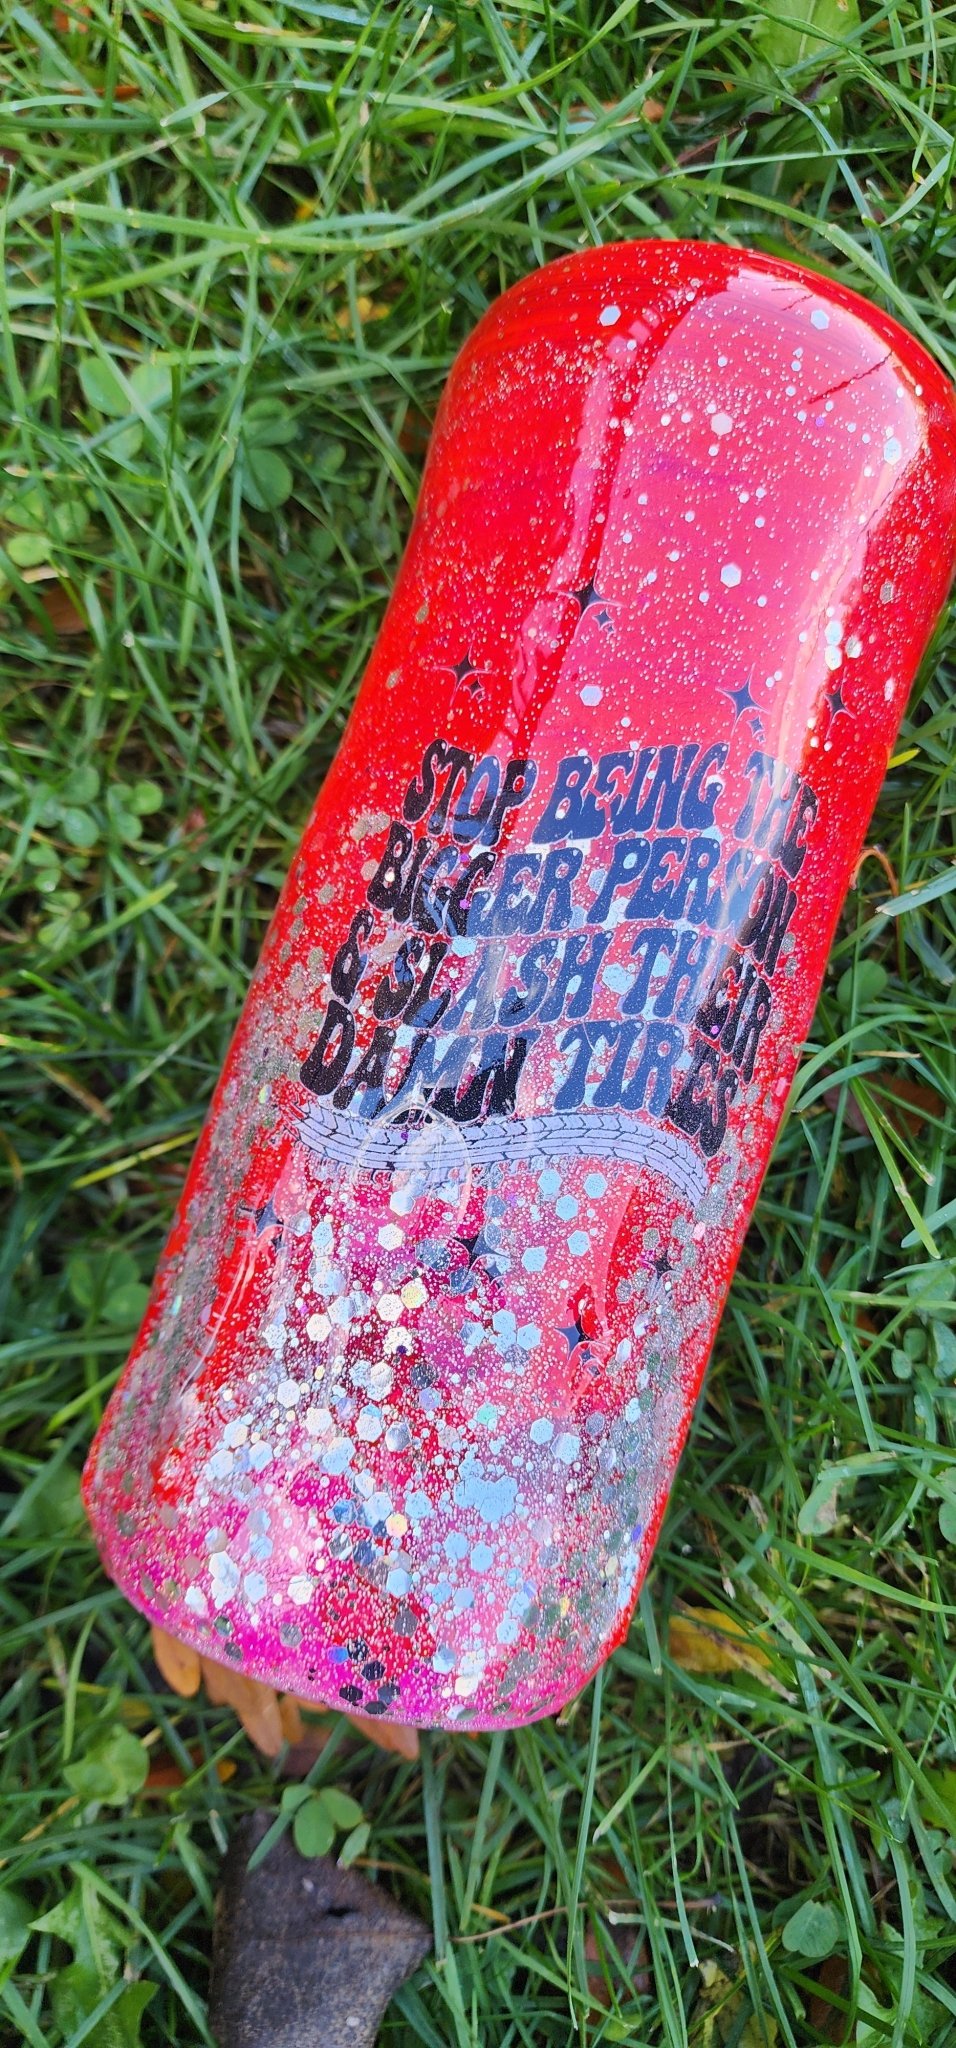 STOP BEING THE
BIGGER PERSON
& SLASH THEIR
DAMN TIRES